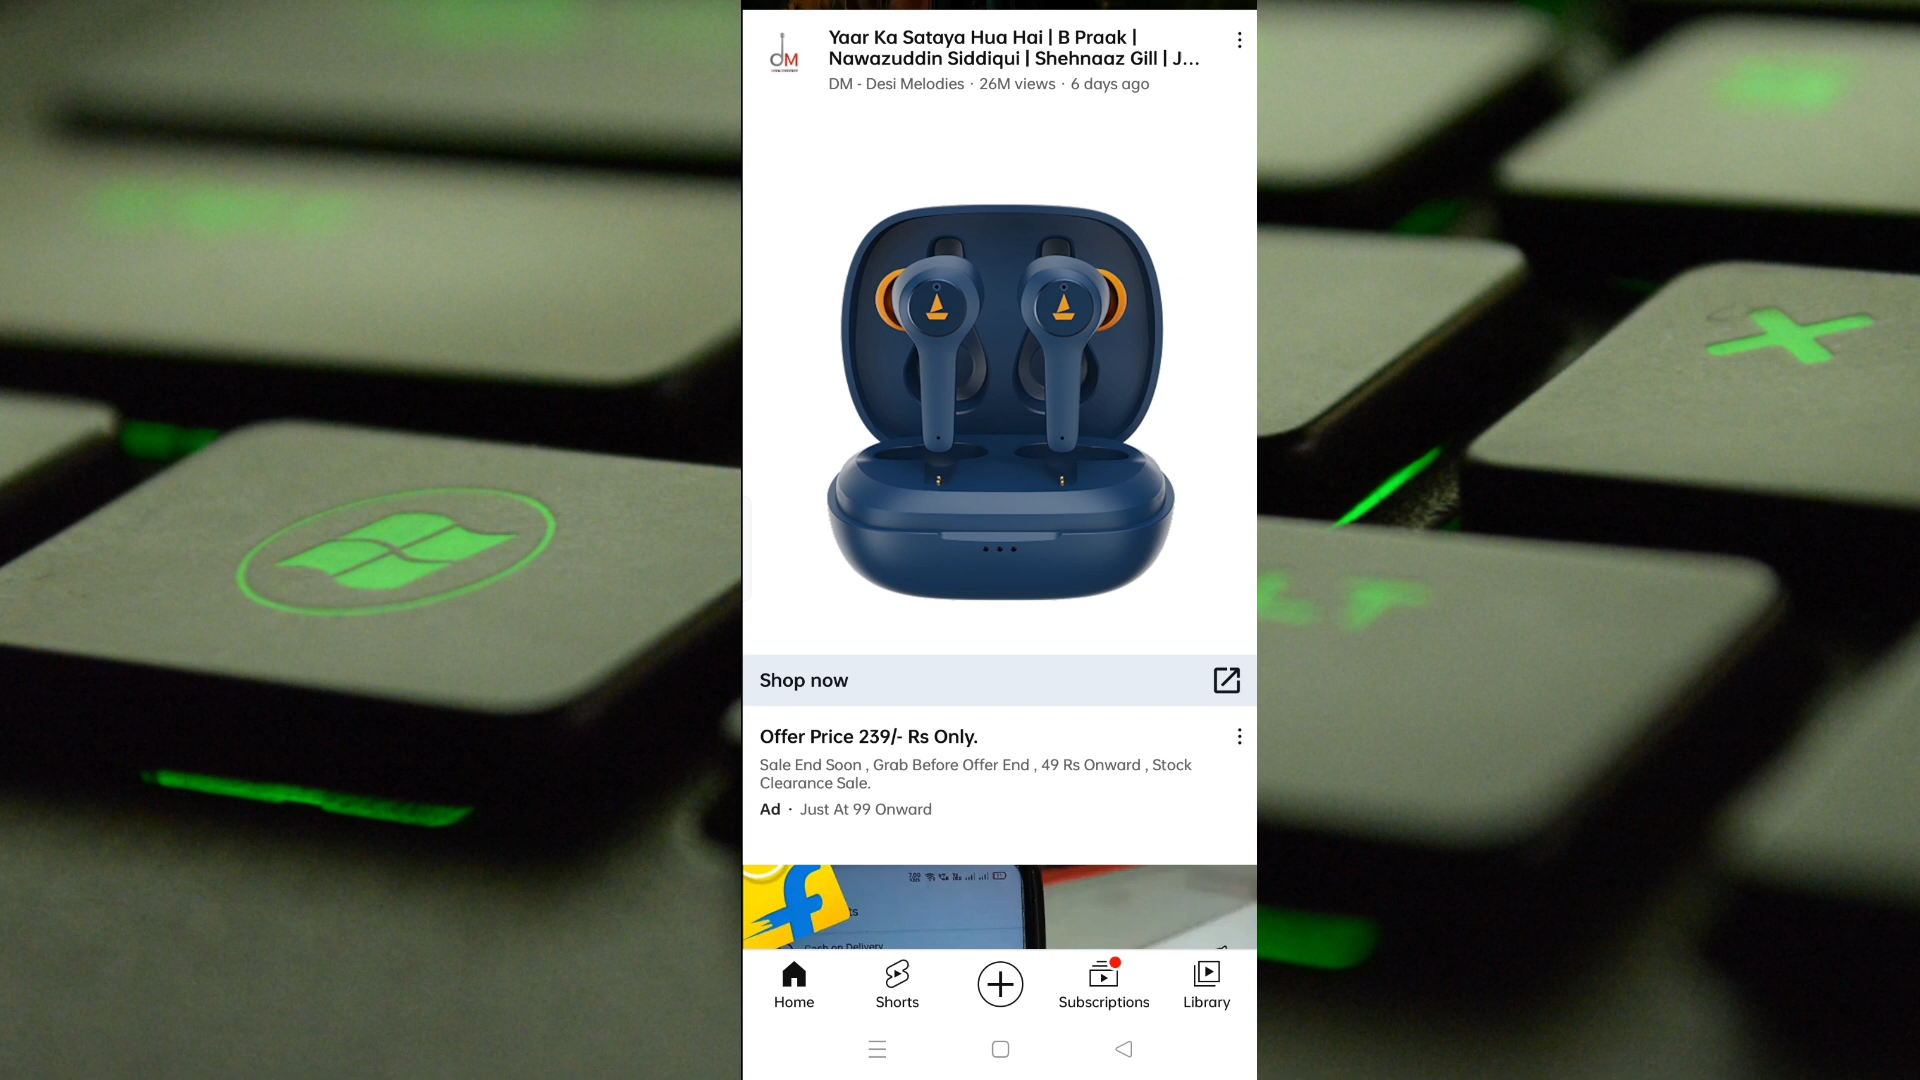 Yaar Ka Sataya Hua Hai | B Praak |
Nawazuddin Siddiqui | Shehnaaz Gill | J...
DM - Desi Melodies · 26M views · 6 days ago
dM
Shop now
Offer Price 239/- Rs Only.
Sale End Soon , Grab Before Offer End , 49 Rs Onward , Stock
Clearance Sale.
Ad · Just At 99 Onward
f
ts
Cash on Delivery
Home
Shorts
Subscriptions
Library